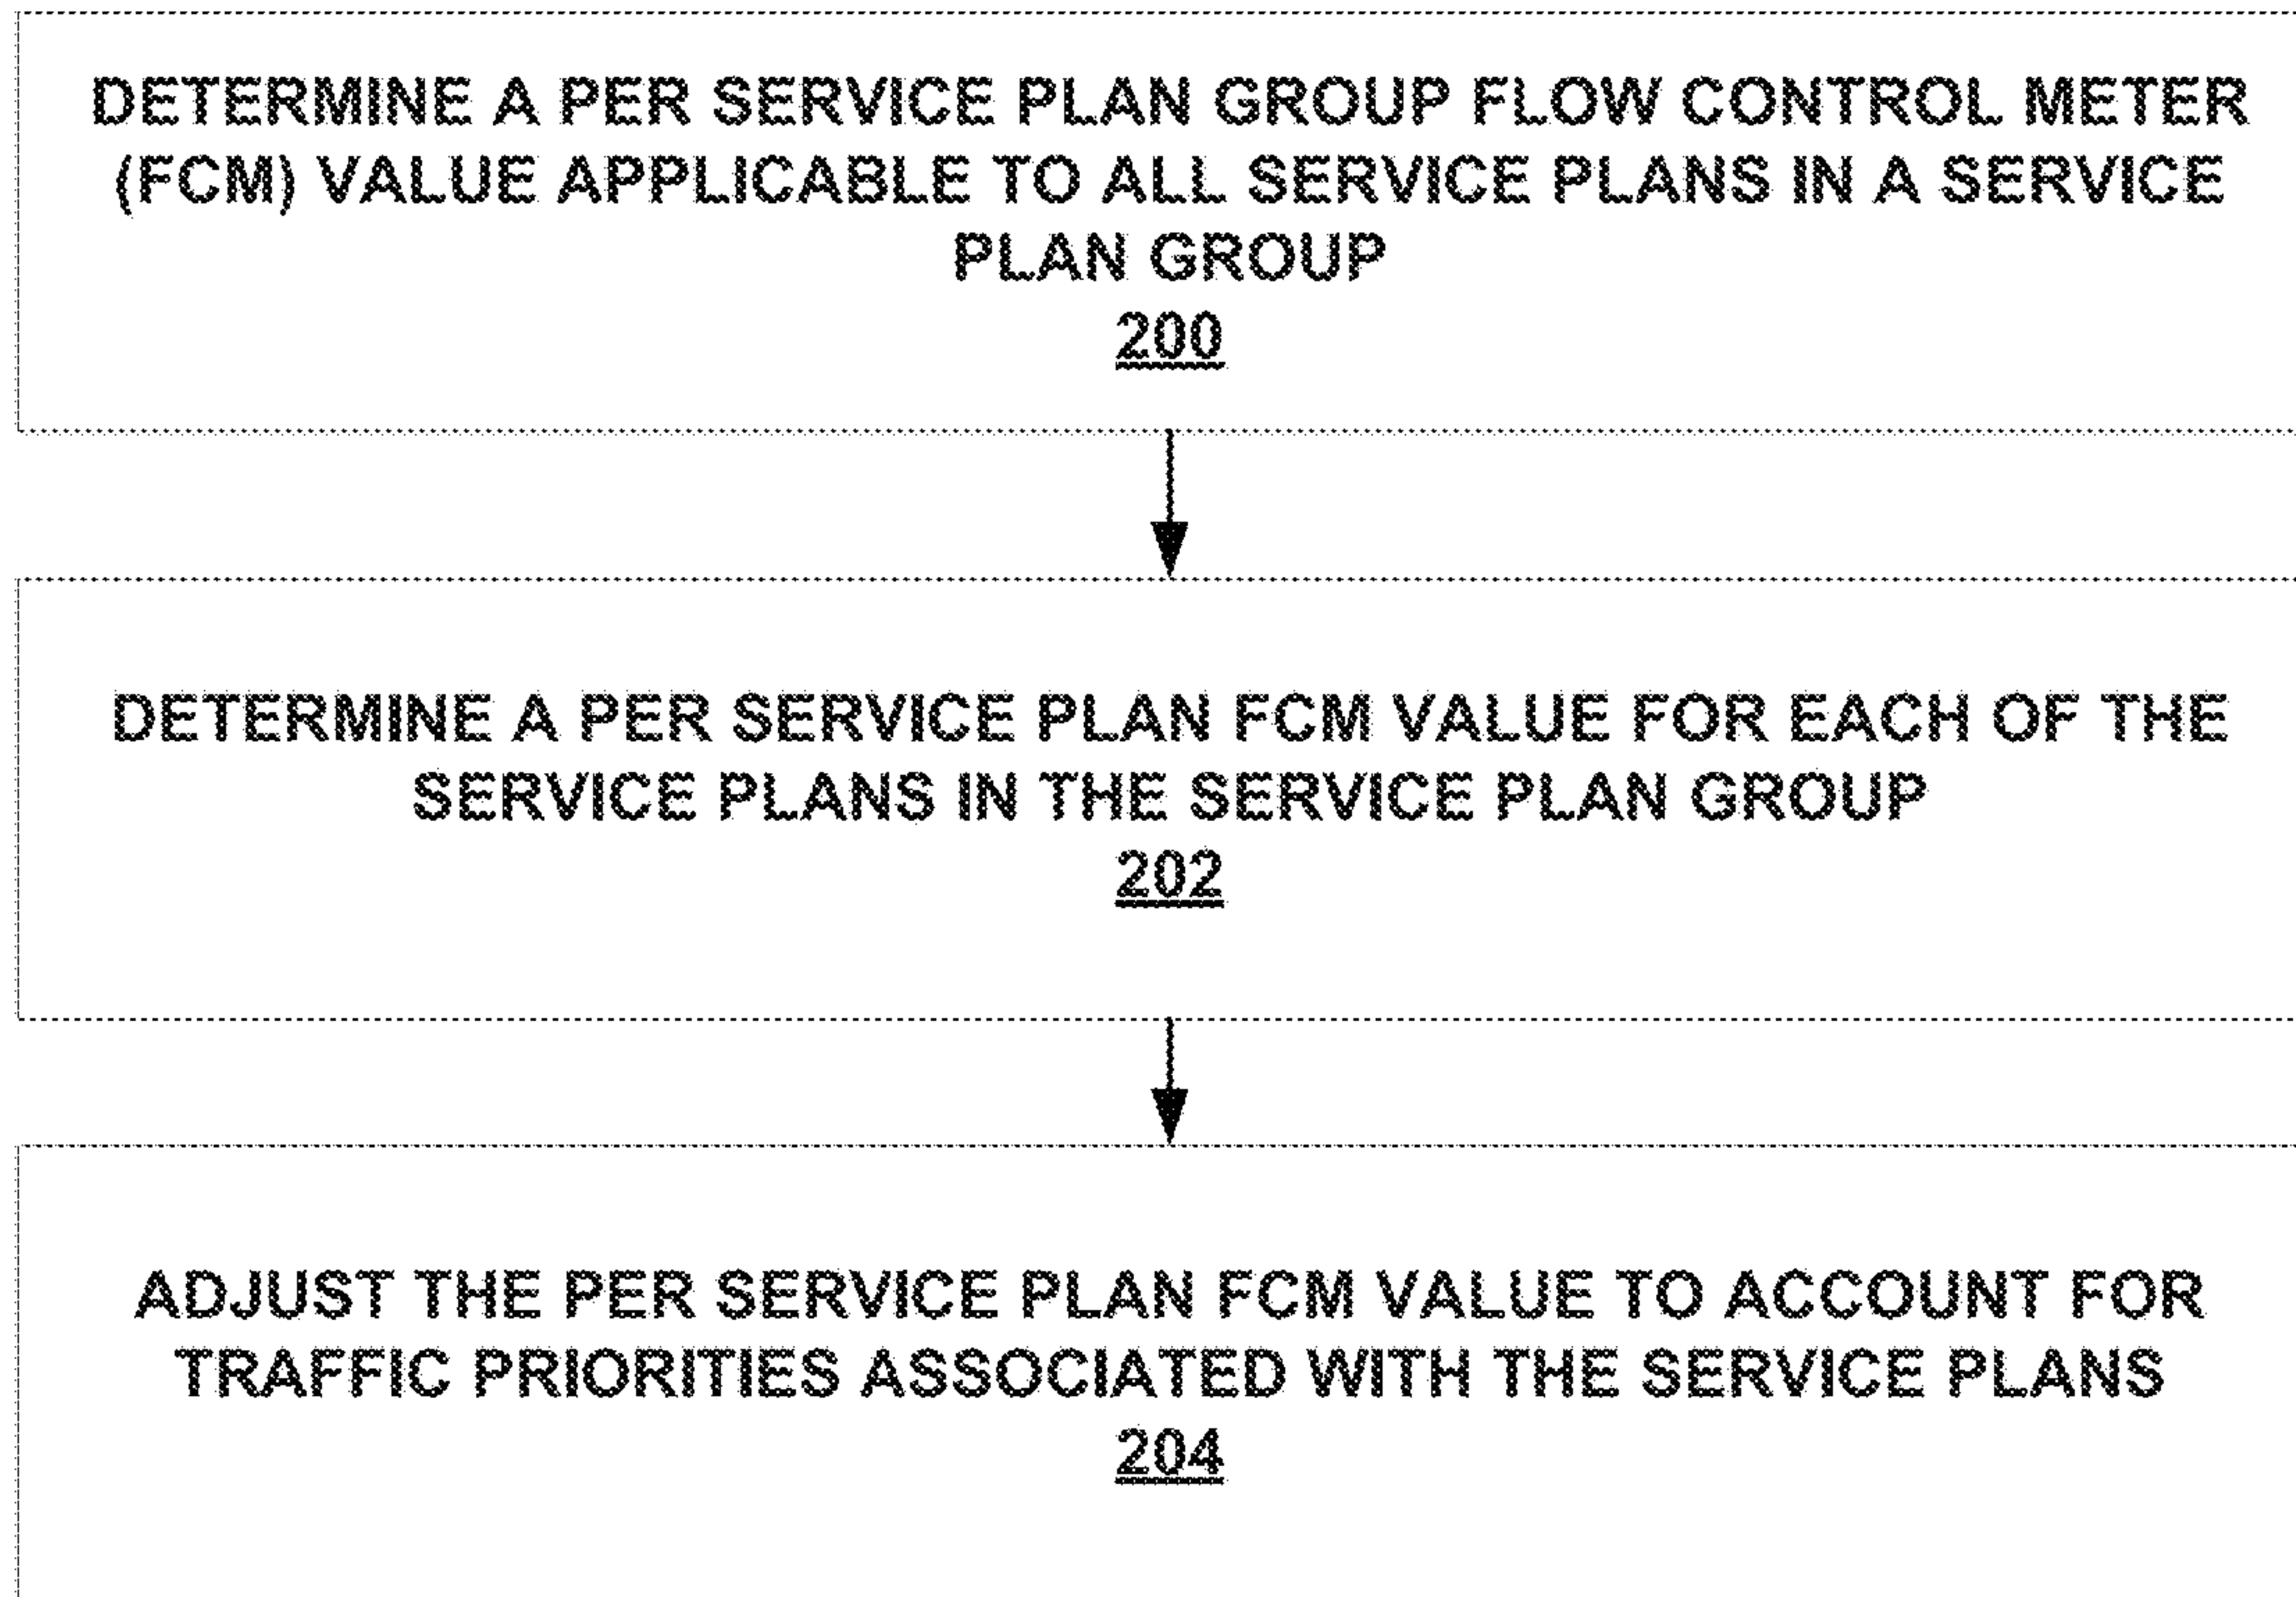 DETERMINE A PER SERVICE PLAN GROUP FLOW CONTROL METER
(FCM) VALUE APPLICABLE TO ALL SERVICE PLANS IN A SERVICE
PLAN GROUP
200
DETERMINE A PER SERVICE PLAN FCM VALUE FOR EACH OF THE
SERVICE PLANS IN THE SERVICE PLAN GROUP
202
ADJUST THE PER SERVICE PLAN FCM VALUE TO ACCOUNT FOR
TRAFFIC PRIORITIES ASSOCIATED WITH THE SERVICE PLANS
204